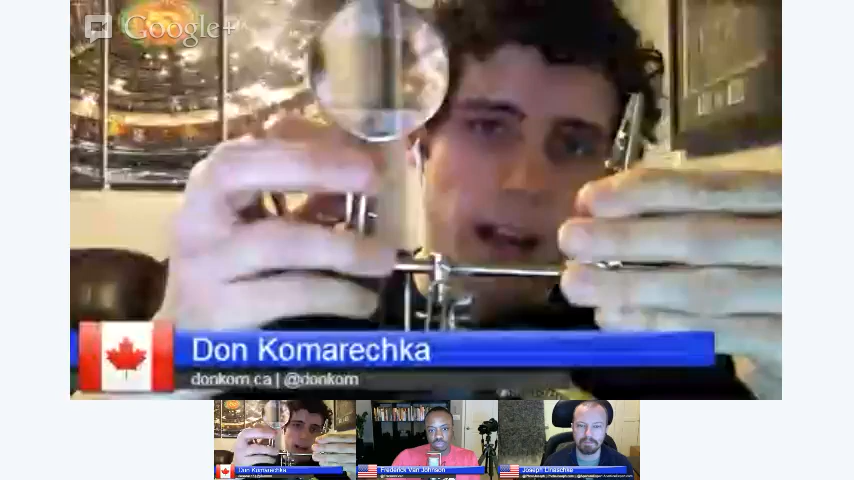 Google+
Don Komarechka
donkom.ca | @donkom
Don Komarechka
Frederick Van Johnson
Joseph Linaschke